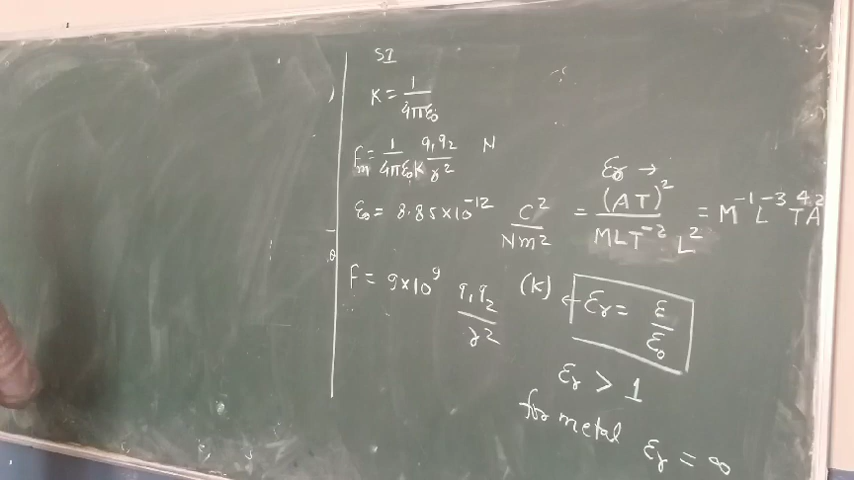 SI
K = 1/4πε₀
Fm = 1/4πε₀K q₁q₂/r² N
εr →
ε₀ = 8.85×10⁻¹² C²/Nm² = (AT)²/MLT⁻² L² = M⁻¹L⁻³T⁴A²
F = 9×10⁹ q₁q₂/r²
(K) ← εr = ε/ε₀
εr > 1
for metal εr = ∞